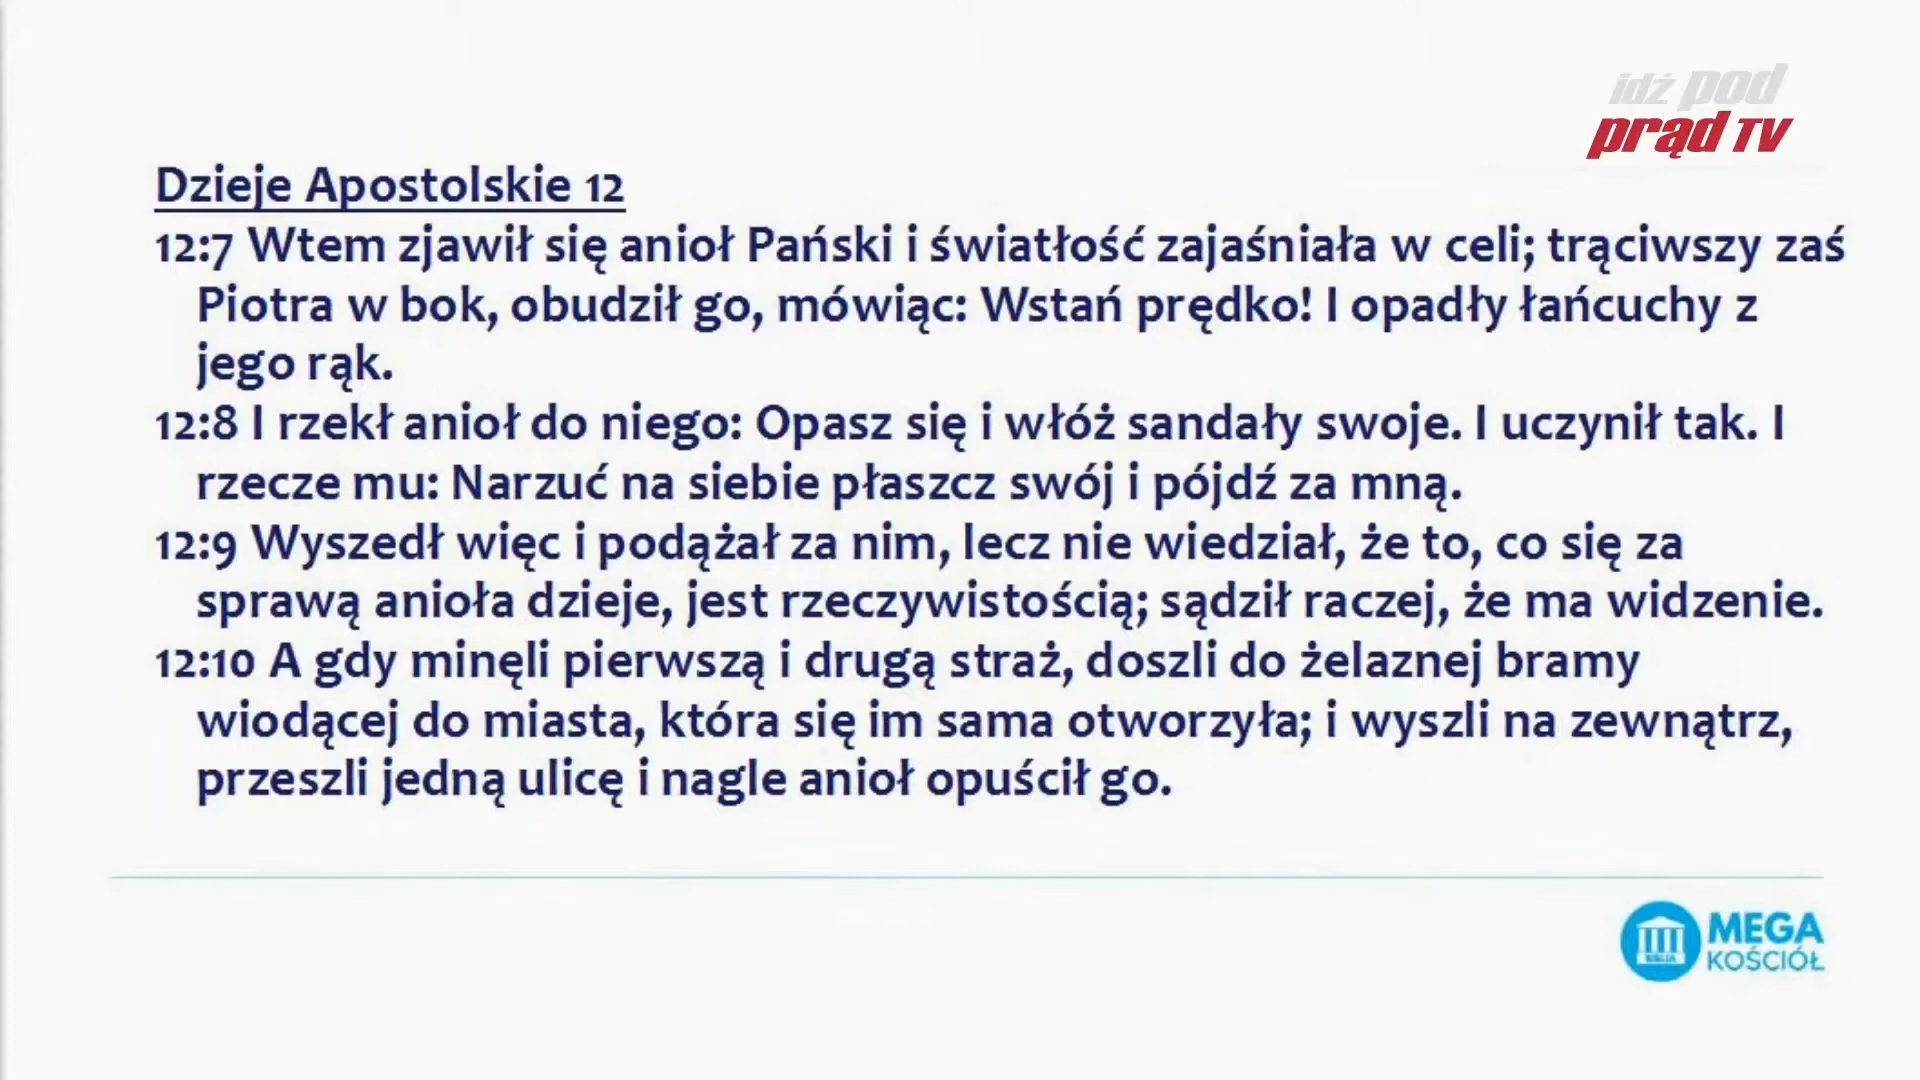 idź pod
prąd TV
Dzieje Apostolskie 12
12:7 Wtem zjawił się anioł Pański i światłość zajaśniała w celi; trąciwszy zaś
Piotra w bok, obudził go, mówiąc: Wstań prędko! I opadły łańcuchy z
jego rąk.
12:8 I rzekł anioł do niego: Opasz się i włóż sandały swoje. I uczynił tak. I
rzecze mu: Narzuć na siebie płaszcz swój i pójdź za mną.
12:9 Wyszedł więc i podążał za nim, lecz nie wiedział, że to, co się za
sprawą anioła dzieje, jest rzeczywistością; sądził raczej, że ma widzenie.
12:10 A gdy minęli pierwszą i drugą straż, doszli do żelaznej bramy
wiodącej do miasta, która się im sama otworzyła; i wyszli na zewnątrz,
przeszli jedną ulicę i nagle anioł opuścił go.
BIBLIA
MEGA
KOŚCIÓŁ